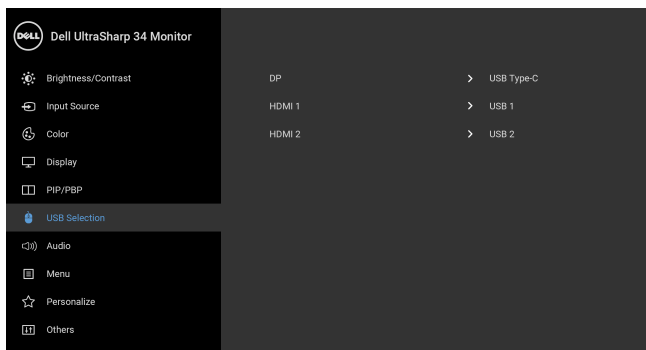 DELL Dell UltraSharp 34 Monitor
Brightness/Contrast
Input Source
Color
Display
PIP/PBP
USB Selection
Audio
Menu
Personalize
Others
DP > USB Type-C
HDMI 1 > USB 1
HDMI 2 > USB 2